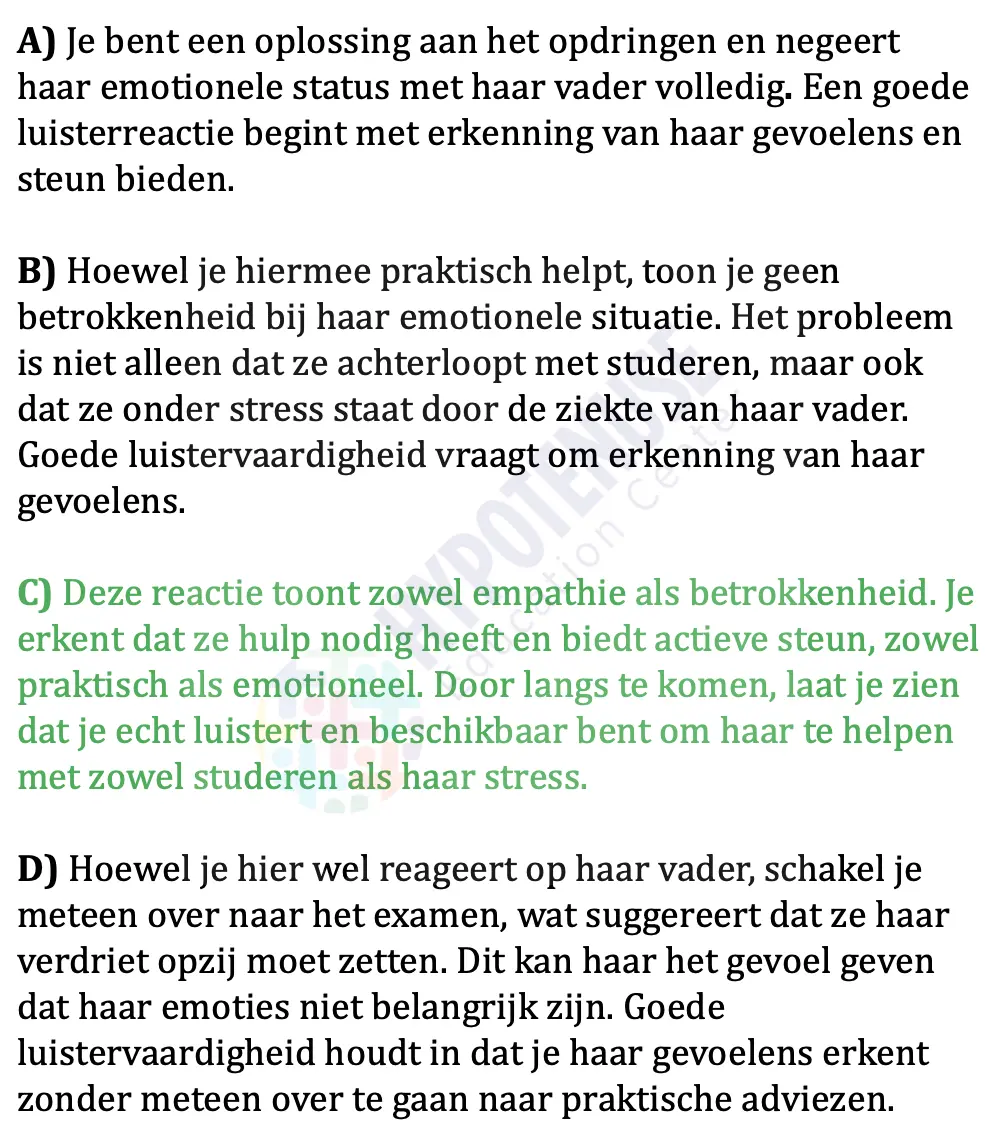 A) Je bent een oplossing aan het opdringen en negeert
haar emotionele status met haar vader volledig. Een goede
luisterreactie begint met erkenning van haar gevoelens en
steun bieden.
B) Hoewel je hiermee praktisch helpt, toon je geen
betrokkenheid bij haar emotionele situatie. Het probleem
is niet alleen dat ze achterloopt met studeren, maar ook
dat ze onder stress staat door de ziekte van haar vader.
Goede luistervaardigheid vraagt om erkenning van haar
gevoelens.
C) Deze reactie toont zowel empathie als betrokkenheid. Je
erkent dat ze hulp nodig heeft en biedt actieve steun, zowel
praktisch als emotioneel. Door langs te komen, laat je zien
dat je echt luistert en beschikbaar bent om haar te helpen
met zowel studeren als haar stress.
D) Hoewel je hier wel reageert op haar vader, schakel je
meteen over naar het examen, wat suggereert dat ze haar
verdriet opzij moet zetten. Dit kan haar het gevoel geven
dat haar emoties niet belangrijk zijn. Goede
luistervaardigheid houdt in dat je haar gevoelens erkent
zonder meteen over te gaan naar praktische adviezen.
HYPOTENUSE
Education Center